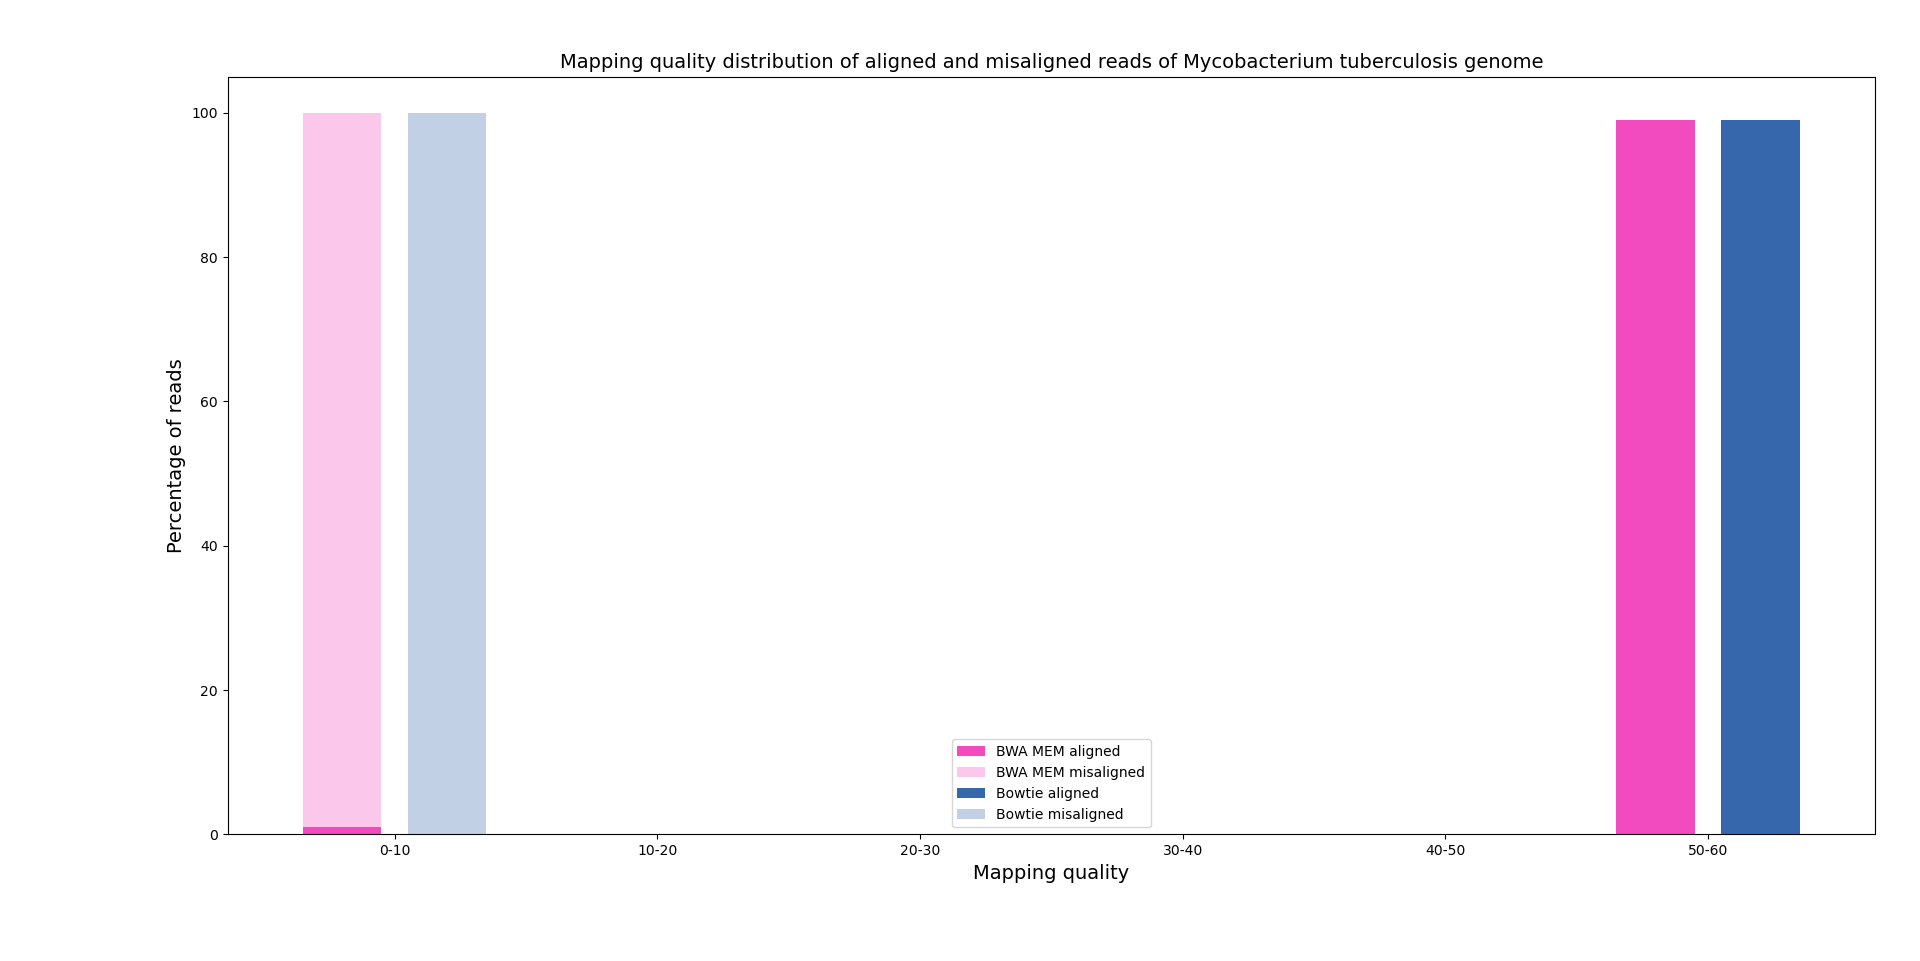 Mapping quality distribution of aligned and misaligned reads of Mycobacterium tuberculosis genome
Percentage of reads
100
80
60
40
20
0
BWA MEM aligned
BWA MEM misaligned
Bowtie aligned
Bowtie misaligned
0-10 10-20 20-30 30-40 40-50 50-60
Mapping quality